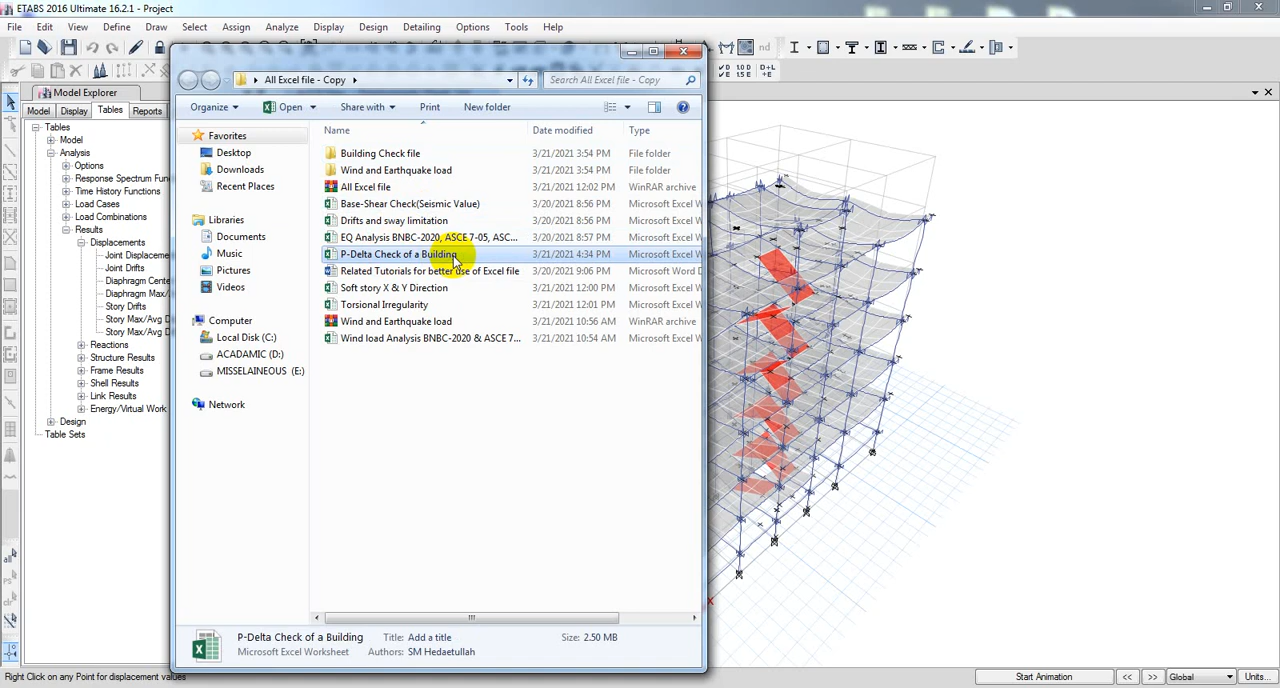 ETABS 2016 Ultimate 16.2.1 - Project
File Edit View Define Draw Select Assign Analyze Display Design Detailing Options Tools Help
nd
Model Explorer
Model Display Tables Reports
Tables
Model
Analysis
Options
Response Spectrum Func
Time History Functions
Load Cases
Load Combinations
Results
Displacements
Joint Displacement
Joint Drifts
Diaphragm Center
Diaphragm Max/
Story Drifts
Story Max/Avg D
Story Max/Avg D
Reactions
Structure Results
Frame Results
Shell Results
Link Results
Energy/Virtual Work
Design
Table Sets
All Excel file - Copy
Search All Excel file - Copy
Organize Open Share with Print New folder
Favorites
Desktop
Downloads
Recent Places
Libraries
Documents
Music
Pictures
Videos
Computer
Local Disk (C:)
ACADAMIC (D:)
MISSELAINEOUS (E:)
Network
Name Date modified Type
Building Check file 3/21/2021 3:54 PM File folder
Wind and Earthquake load 3/21/2021 3:54 PM File folder
All Excel file 3/21/2021 12:02 PM WinRAR archive
Base-Shear Check(Seismic Value) 3/20/2021 8:56 PM Microsoft Excel W
Drifts and sway limitation 3/20/2021 8:56 PM Microsoft Excel W
EQ Analysis BNBC-2020, ASCE 7-05, ASC... 3/20/2021 8:57 PM Microsoft Excel W
P-Delta Check of a Building 3/21/2021 4:34 PM Microsoft Excel W
Related Tutorials for better use of Excel file 3/20/2021 9:06 PM Microsoft Word D
Soft story X & Y Direction 3/21/2021 12:00 PM Microsoft Excel W
Torsional Irregularity 3/21/2021 12:01 PM Microsoft Excel W
Wind and Earthquake load 3/21/2021 10:56 AM WinRAR archive
Wind load Analysis BNBC-2020 & ASCE 7... 3/21/2021 10:54 AM Microsoft Excel W
P-Delta Check of a Building Title: Add a title Size: 2.50 MB
Microsoft Excel Worksheet Authors: SM Hedaetullah
X
Right Click on any Point for displacement values
Start Animation << >> Global Units...